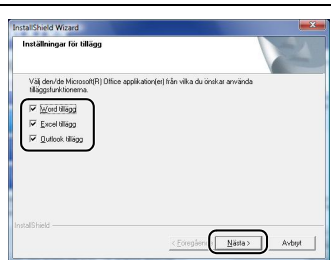 InstallShield Wizard
Inställningar för tillägg
Välj den/de Microsoft(R) Office applikation(er) från vilka du önskar använda
tilläggsfunktionerna.
Word tillägg
Excel tillägg
Outlook tillägg
InstallShield
< Föregående
Nästa >
Avbryt